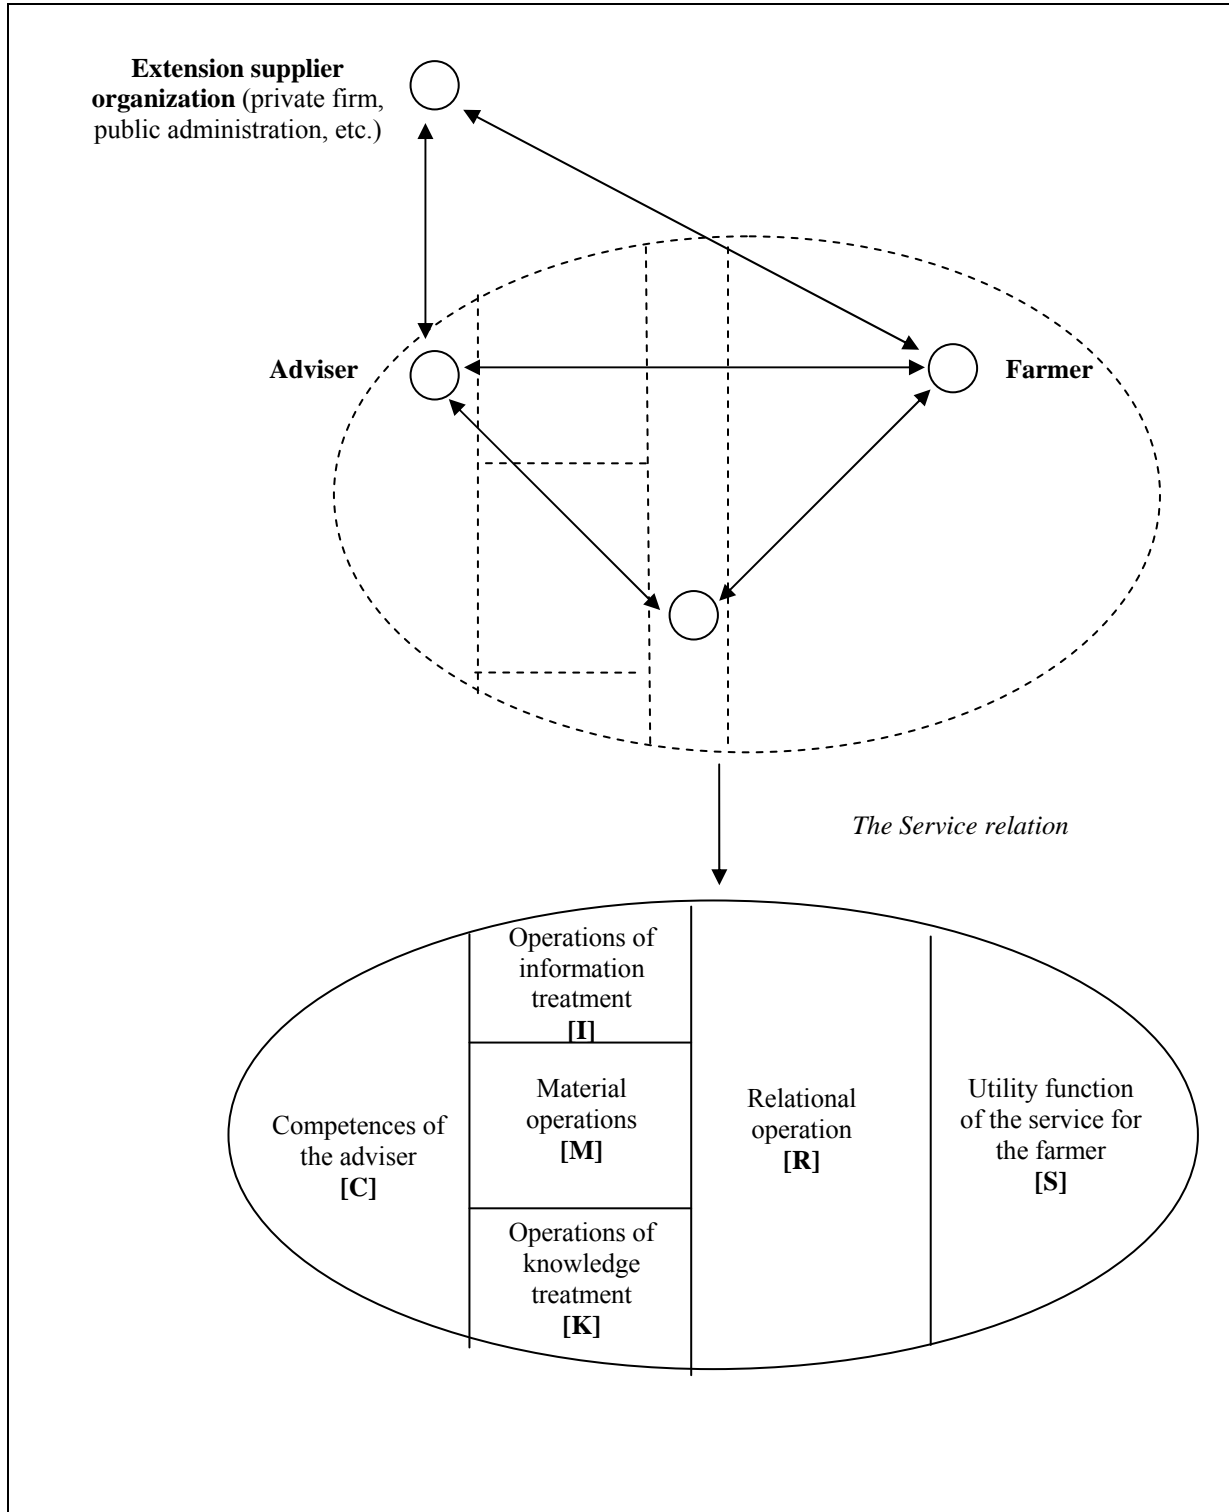 Extension supplier
organization (private firm,
public administration, etc.)
Adviser
Farmer
The Service relation
Operations of
information
treatment
[I]
Material
operations
[M]
Operations of
knowledge
treatment
[K]
Competences of
the adviser
[C]
Relational
operation
[R]
Utility function
of the service for
the farmer
[S]